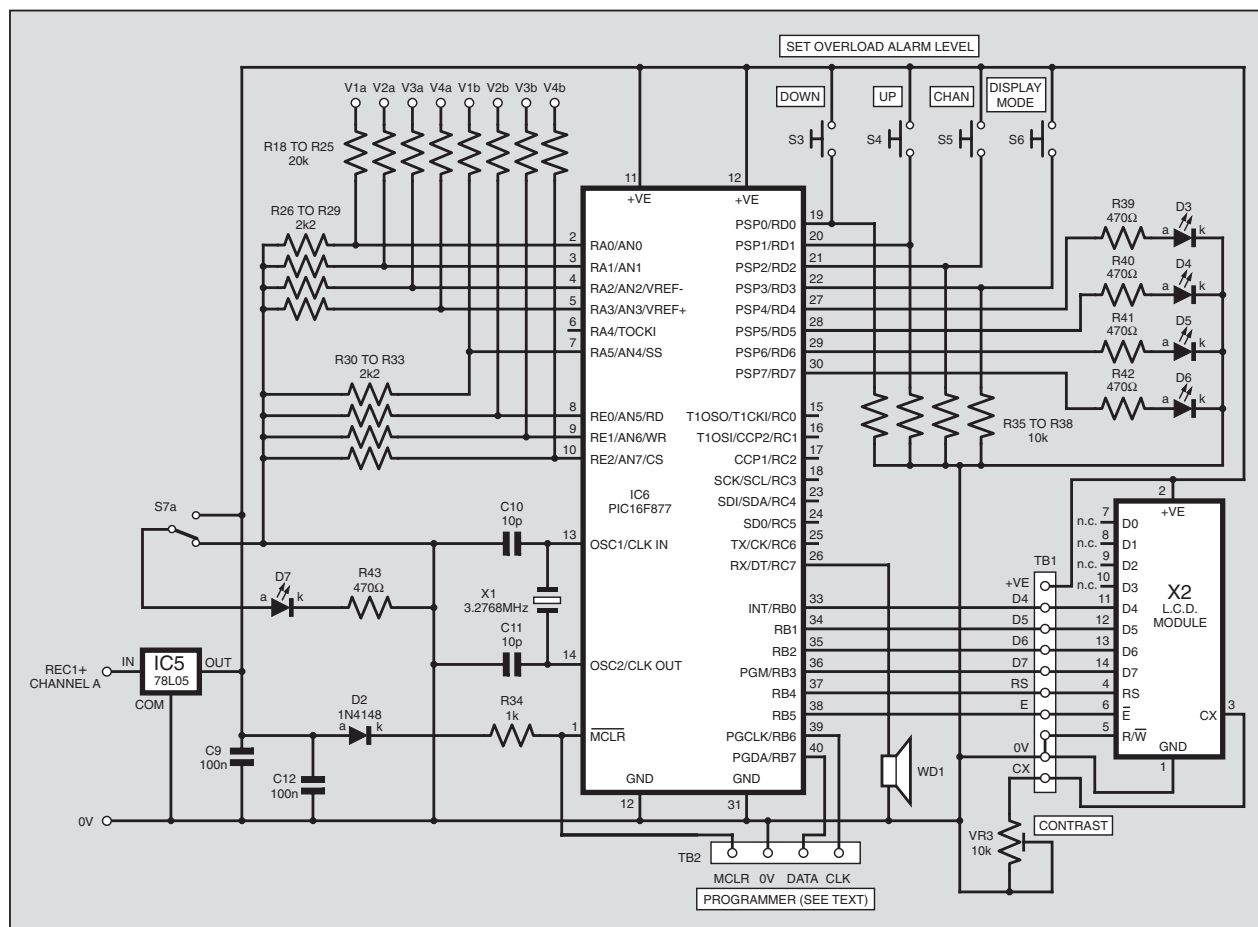 SET OVERLOAD ALARM LEVEL
V1a V2a V3a V4a V1b V2b V3b V4b
DOWN UP CHAN DISPLAY
MODE
S3 S4 S5 S6
R18 TO R25
20k
11 12
+VE +VE
R26 TO R29
2k2
2 RA0/AN0
3 RA1/AN1
4 RA2/AN2/VREF-
5 RA3/AN3/VREF+
6 RA4/TOCKI
7 RA5/AN4/SS
R30 TO R33
2k2
8 RE0/AN5/RD
9 RE1/AN6/WR
10 RE2/AN7/CS
IC6
PIC16F877
13 OSC1/CLK IN
14 OSC2/CLK OUT
1 MCLR
GND GND
12 31
PSP0/RD0 19
PSP1/RD1 20
PSP2/RD2 21
PSP3/RD3 22
PSP4/RD4 27
PSP5/RD5 28
PSP6/RD6 29
PSP7/RD7 30
T1OSO/T1CKI/RC0 15
T1OSI/CCP2/RC1 16
CCP1/RC2 17
SCK/SCL/RC3 18
SDI/SDA/RC4 23
SD0/RC5 24
TX/CK/RC6 25
RX/DT/RC7 26
INT/RB0 33
RB1 34
RB2 35
PGM/RB3 36
RB4 37
RB5 38
PGCLK/RB6 39
PGDA/RB7 40
R39
470Ω
D3
a k
R40
470Ω
D4
a k
R41
470Ω
D5
a k
R42
470Ω
D6
a k
R35 TO R38
10k
S7a
C10
10p
X1
3.2768MHz
C11
10p
D7
a k
R43
470Ω
REC1+
CHANNEL A
IN
IC5
78L05
OUT
COM
D2
1N4148
a k
R34
1k
C9
100n
C12
100n
0V
TB2
MCLR 0V DATA CLK
PROGRAMMER (SEE TEXT)
WD1
TB1
+VE
D4
D5
D6
D7
RS
E
0V
CX
2
+VE
n.c. 7 D0
n.c. 8 D1
n.c. 9 D2
n.c. 10 D3
11 D4
12 D5
13 D6
14 D7
4 RS
6 E
5 R/W
X2
L.C.D.
MODULE
CX 3
GND
1
CONTRAST
VR3
10k